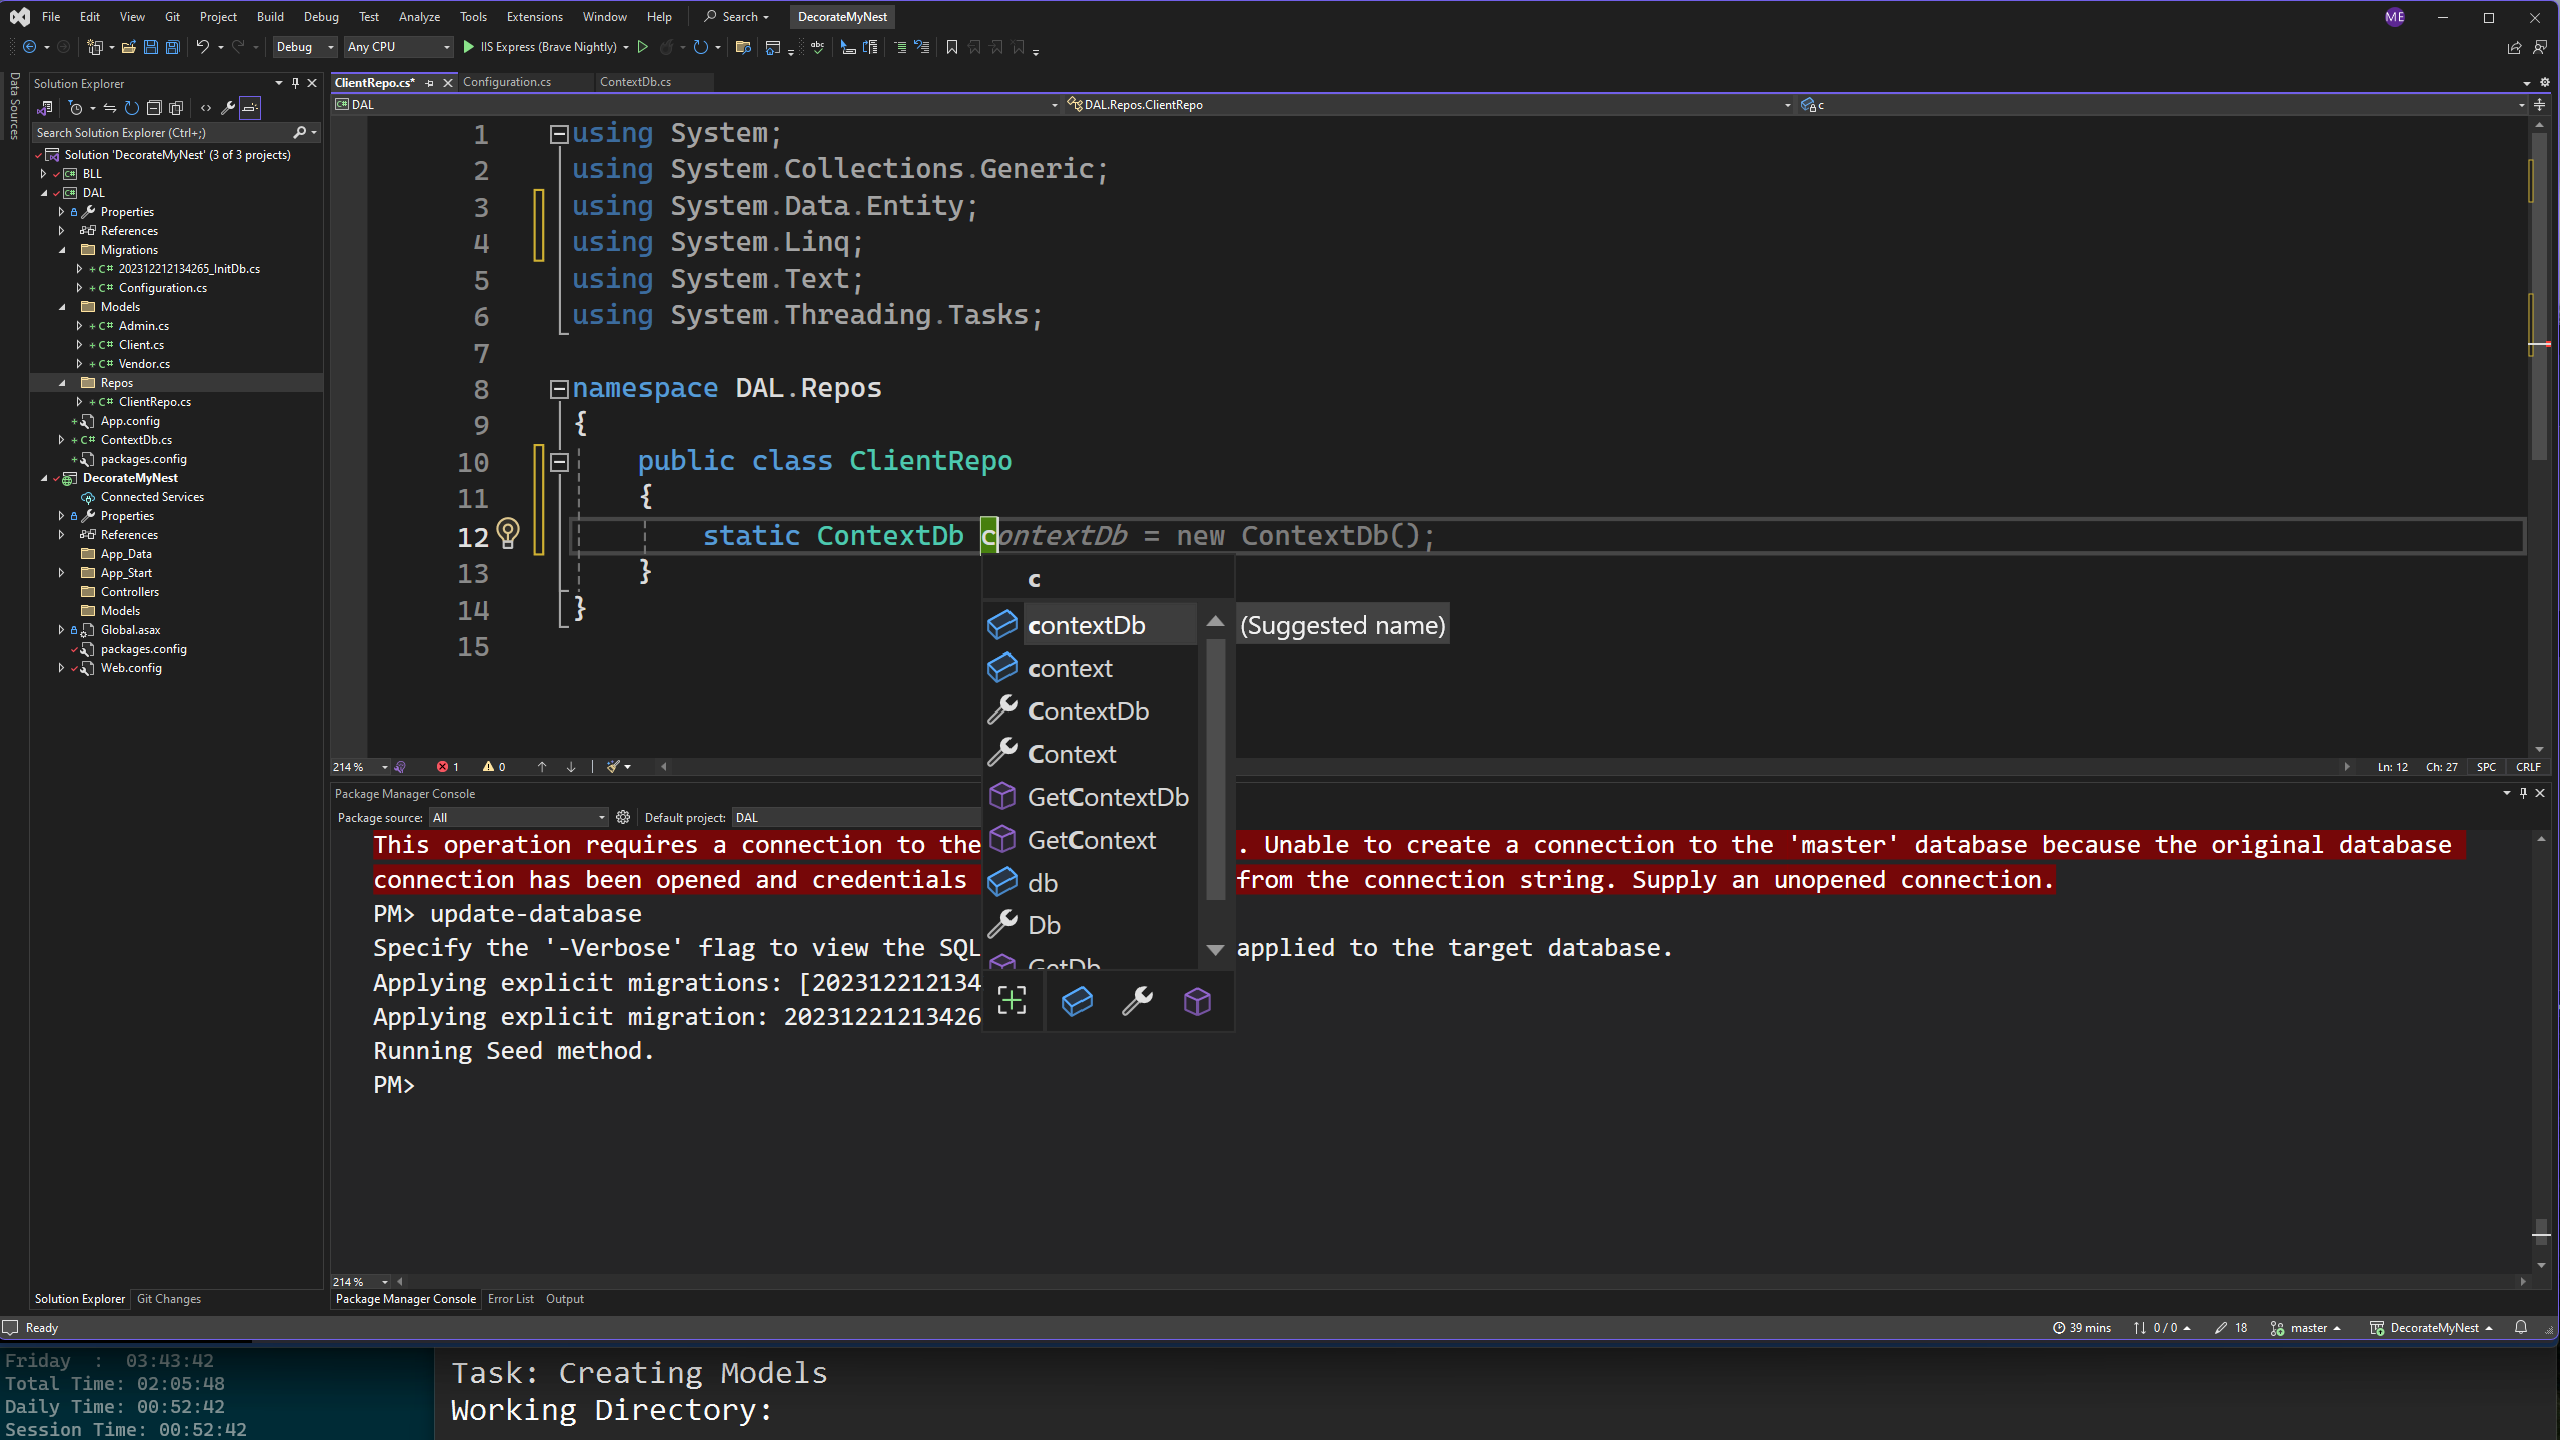 File Edit View Git Project Build Debug Test Analyze Tools Extensions Window Help Search DecorateMyNest ME
Debug Any CPU IIS Express (Brave Nightly)
Data Sources
Solution Explorer
Search Solution Explorer (Ctrl+;)
Solution 'DecorateMyNest' (3 of 3 projects)
BLL
DAL
Properties
References
Migrations
202312212134265_InitDb.cs
Configuration.cs
Models
Admin.cs
Client.cs
Vendor.cs
Repos
ClientRepo.cs
App.config
ContextDb.cs
packages.config
DecorateMyNest
Connected Services
Properties
References
App_Data
App_Start
Controllers
Models
Global.asax
packages.config
Web.config
Solution Explorer Git Changes
ClientRepo.cs* Configuration.cs ContextDb.cs
DAL DAL.Repos.ClientRepo c
1 using System;
2 using System.Collections.Generic;
3 using System.Data.Entity;
4 using System.Linq;
5 using System.Text;
6 using System.Threading.Tasks;
7
8 namespace DAL.Repos
9 {
10 public class ClientRepo
11 {
12 static ContextDb contextDb = new ContextDb();
13 }
14 }
15
c
contextDb (Suggested name)
context
ContextDb
Context
GetContextDb
GetContext
db
Db
GetDb
214 % 1 0 Ln: 12 Ch: 27 SPC CRLF
Package Manager Console
Package source: All Default project: DAL
This operation requires a connection to the . Unable to create a connection to the 'master' database because the original database
connection has been opened and credentials from the connection string. Supply an unopened connection.
PM> update-database
Specify the '-Verbose' flag to view the SQL applied to the target database.
Applying explicit migrations: [2023122121​34
Applying explicit migration: 20231221213426
Running Seed method.
PM>
214 %
Package Manager Console Error List Output
Ready 39 mins 0 / 0 18 master DecorateMyNest
Friday : 03:43:42
Total Time: 02:05:48
Daily Time: 00:52:42
Session Time: 00:52:42
Task: Creating Models
Working Directory: